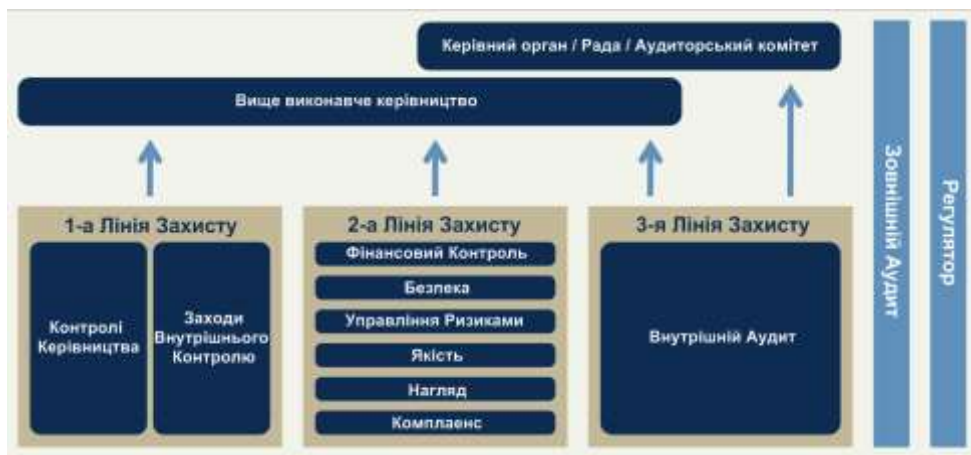 Керівний орган / Рада / Аудиторський комітет
Вище виконавче керівництво
1-а Лінія Захисту
Контролі
Керівництва
Заходи
Внутрішнього
Контролю
2-а Лінія Захисту
Фінансовий Контроль
Безпека
Управління Ризиками
Якість
Нагляд
Комплаенс
3-я Лінія Захисту
Внутрішній Аудит
Зовнішній Аудит
Регулятор